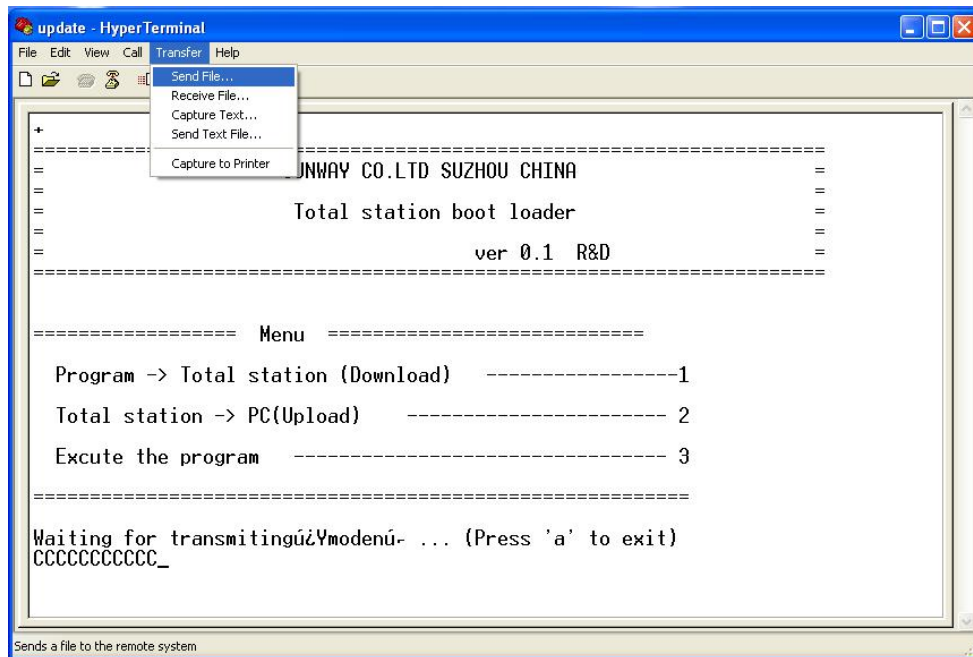 update - HyperTerminal
File Edit View Call Transfer Help
Send File...
Receive File...
Capture Text...
Send Text File...
Capture to Printer
+
======================================================================
= CO.LTD SUZHOU CHINA =
= =
= Total station boot loader =
= =
= ver 0.1 R&D =
======================================================================
================== Menu ============================
Program -> Total station (Download) -----------------1
Total station -> PC(Upload) ----------------------- 2
Excute the program --------------------------------- 3
==========================================================
Waiting for transmitingú¿Ymodenú ... (Press 'a' to exit)
CCCCCCCCCCC_
Sends a file to the remote system